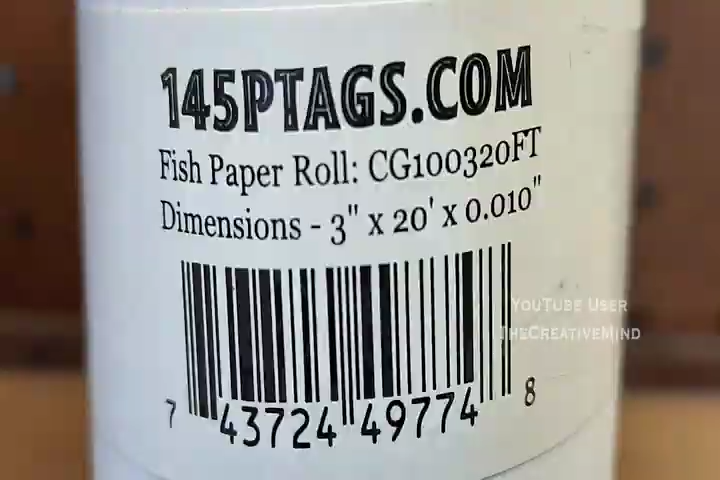 145PTAGS.COM
Fish Paper Roll: CG100320FT
Dimensions - 3" x 20' x 0.010"
YouTube User
TheCreativeMind
7 43724 49774 8